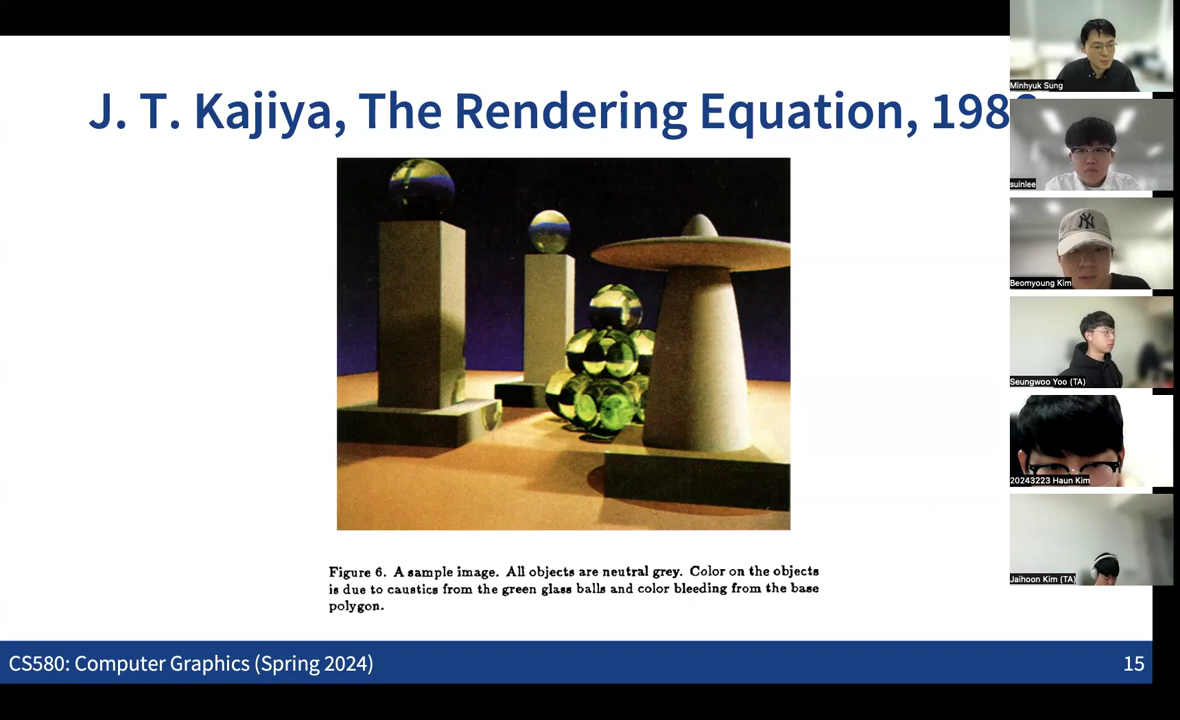 J. T. Kajiya, The Rendering Equation, 198
Figure 6. A sample image. All objects are neutral grey. Color on the objects
is due to caustics from the green glass balls and color bleeding from the base
polygon.
CS580: Computer Graphics (Spring 2024)
15
Minhyuk Sung
suinlee
Beomyoung Kim
Seungwoo Yoo (TA)
20243223 Haun Kim
Jaihoon Kim (TA)